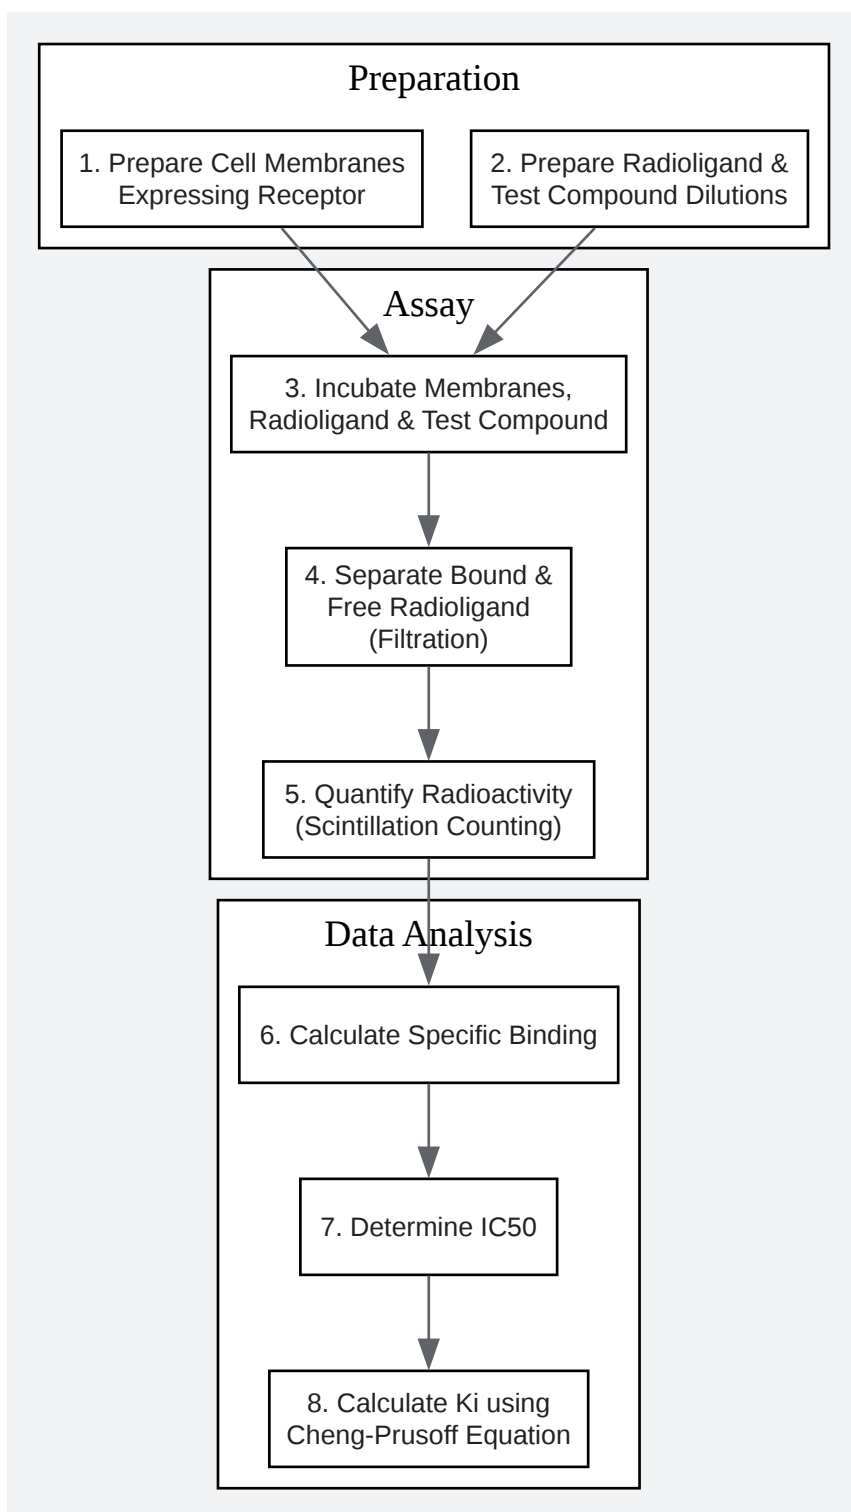 Preparation
1. Prepare Cell Membranes
Expressing Receptor
2. Prepare Radioligand &
Test Compound Dilutions
Assay
3. Incubate Membranes,
Radioligand & Test Compound
4. Separate Bound &
Free Radioligand
(Filtration)
5. Quantify Radioactivity
(Scintillation Counting)
Data Analysis
6. Calculate Specific Binding
7. Determine IC50
8. Calculate Ki using
Cheng-Prusoff Equation